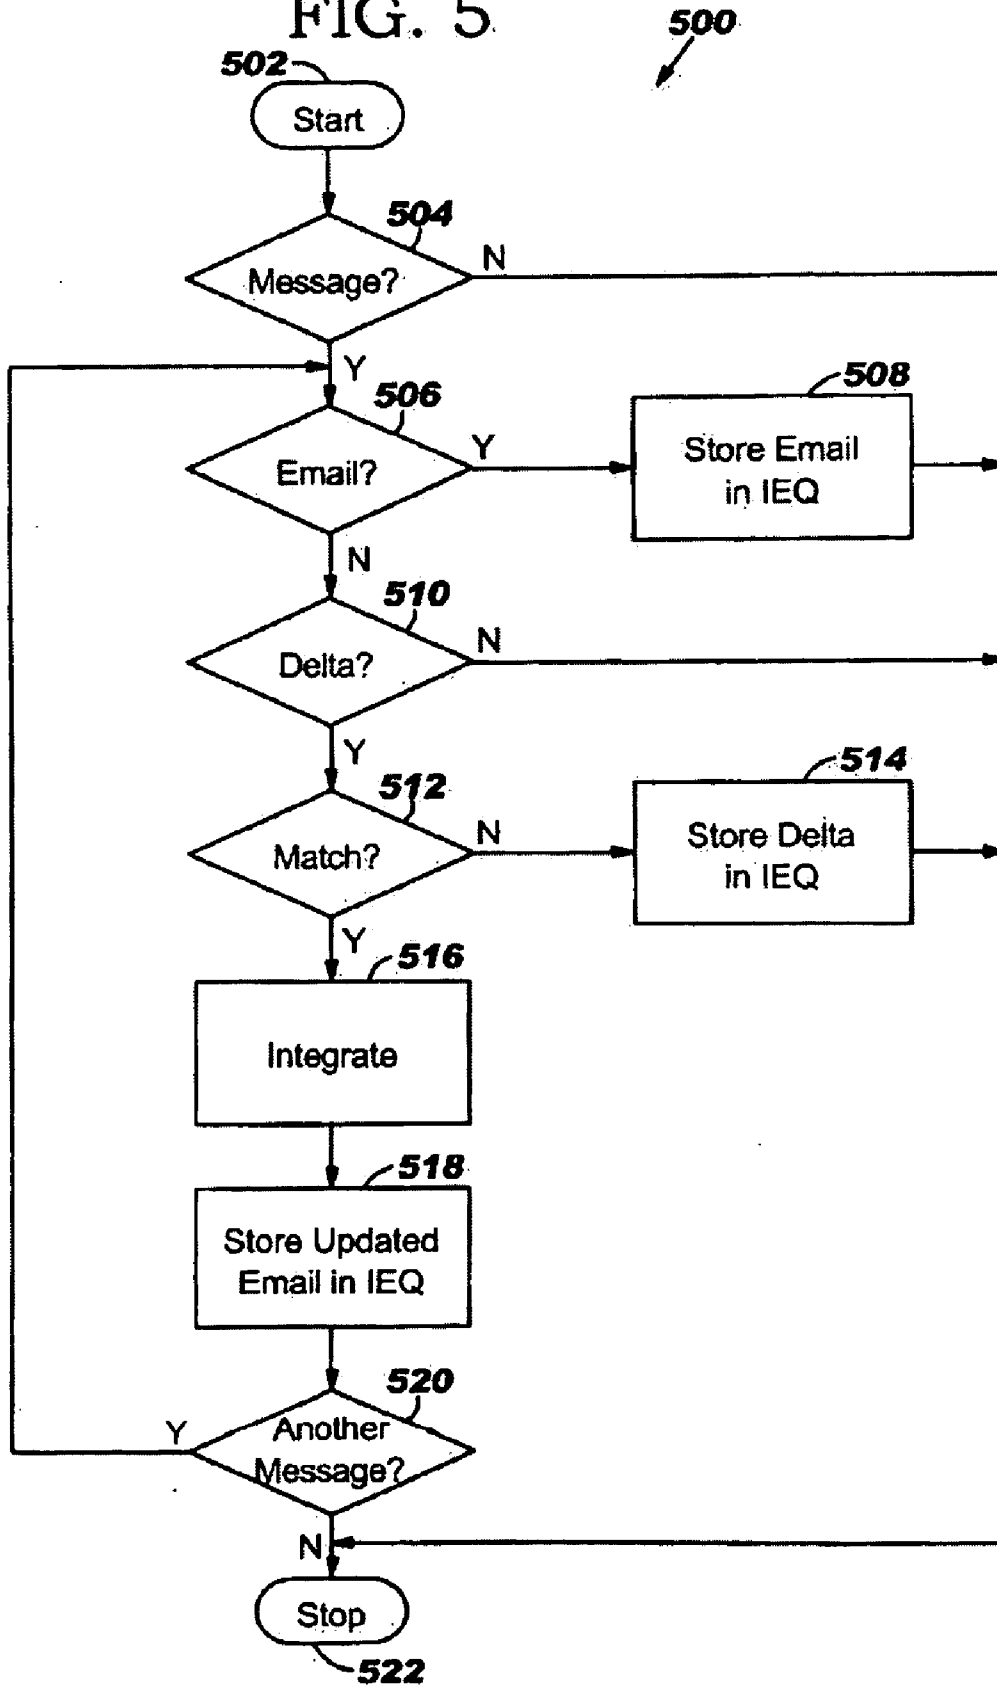 FIG. 5
500
502
Start
504
Message?
N
Y
506
508
Email?
Y
Store Email
in IEQ
N
510
Delta?
N
Y
512
514
Match?
N
Store Delta
in IEQ
Y
516
Integrate
518
Store Updated
Email in IEQ
520
Another
Message?
Y
N
Stop
522